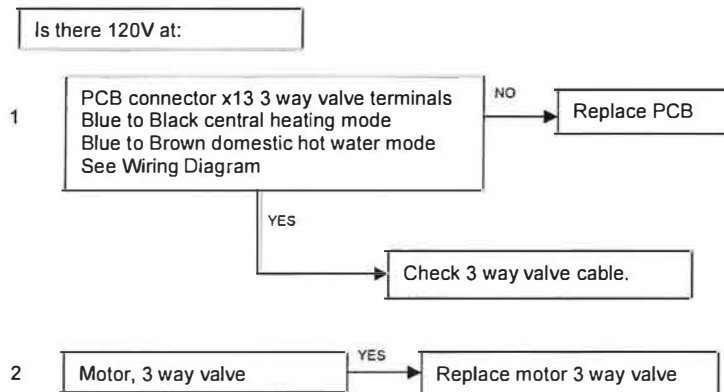 Is there 120V at:
1
PCB connector x13 3 way valve terminals
Blue to Black central heating mode
Blue to Brown domestic hot water mode
See Wiring Diagram
NO
Replace PCB
YES
Check 3 way valve cable.
2
Motor, 3 way valve
YES
Replace motor 3 way valve